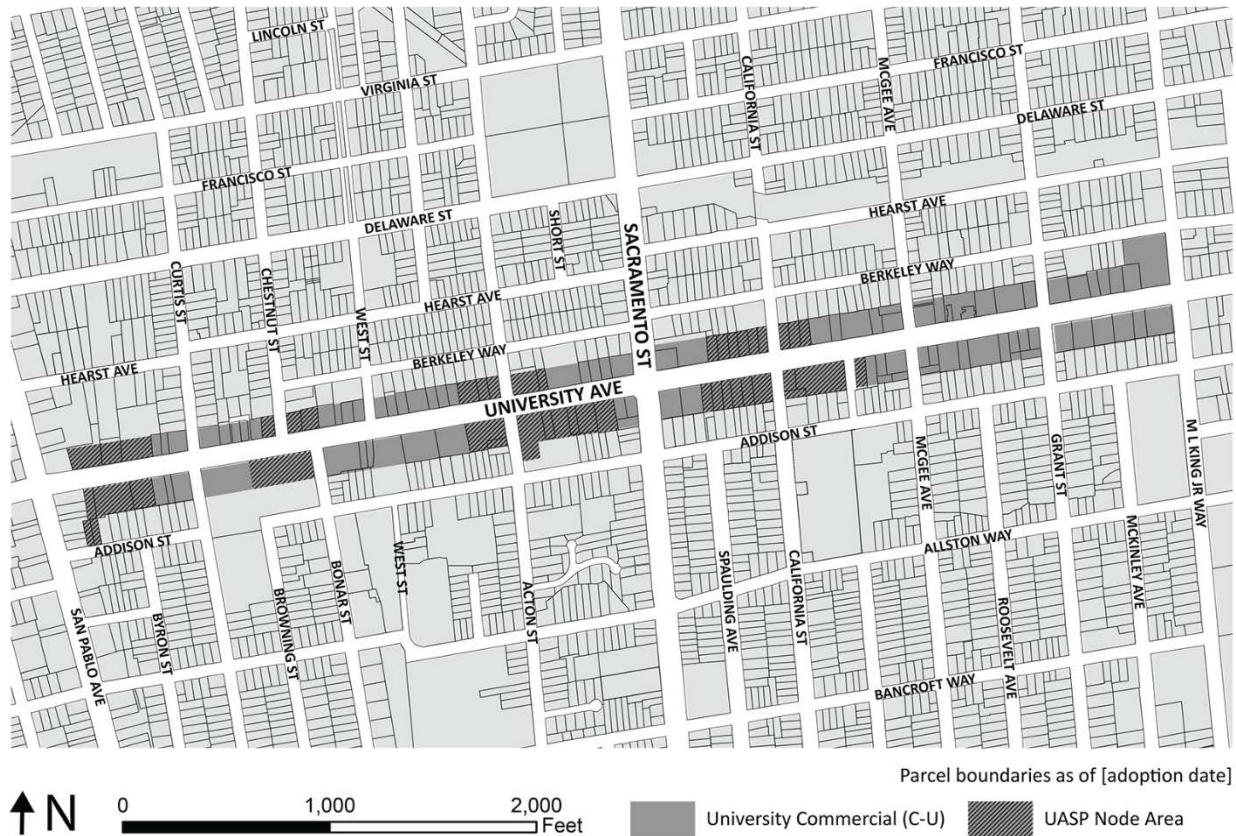 LINCOLN ST
VIRGINIA ST
FRANCISCO ST
CALIFORNIA ST
MCGEE AVE
DELAWARE ST
FRANCISCO ST
DELAWARE ST
SHORT ST
HEARST AVE
SACRAMENTO ST
CURTIS ST
CHESTNUT ST
WEST ST
HEARST AVE
BERKELEY WAY
BERKELEY WAY
HEARST AVE
UNIVERSITY AVE
ADDISON ST
MCGEE AVE
GRANT ST
M L KING JR WAY
ADDISON ST
ALLSTON WAY
SAN PABLO AVE
BYRON ST
BROWNING ST
BONAR ST
WEST ST
ACTON ST
SPAULDING AVE
CALIFORNIA ST
ROOSEVELT AVE
MCKINLEY AVE
BANCROFT WAY
Parcel boundaries as of [adoption date]
N
0 1,000 2,000
Feet
University Commercial (C-U)
UASP Node Area